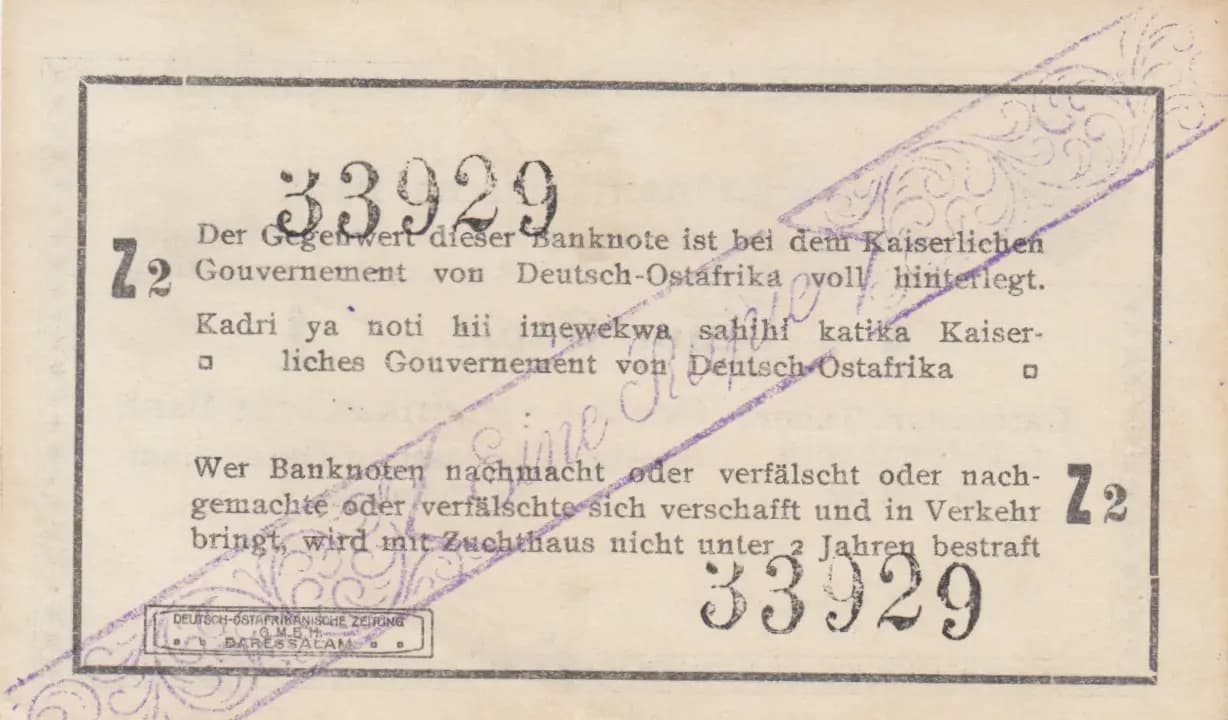 33929
Der Gegenwert dieser Banknote ist bei dem Kaiserlichen
Z2 Gouvernement von Deutsch-Ostafrika voll hinterlegt.
Kadri ya noti hii imewekwa sahihi katika Kaiser-
liches Gouvernement von Deutsch-Ostafrika
Eine Rupie
Wer Banknoten nachmacht oder verfälscht oder nach-
gemachte oder verfälschte sich verschafft und in Verkehr Z2
bringt, wird mit Zuchthaus nicht unter 2 Jahren bestraft
33929
DEUTSCH-OSTAFRIKANISCHE ZEITUNG
G.M.B.H.
DARESSALAM